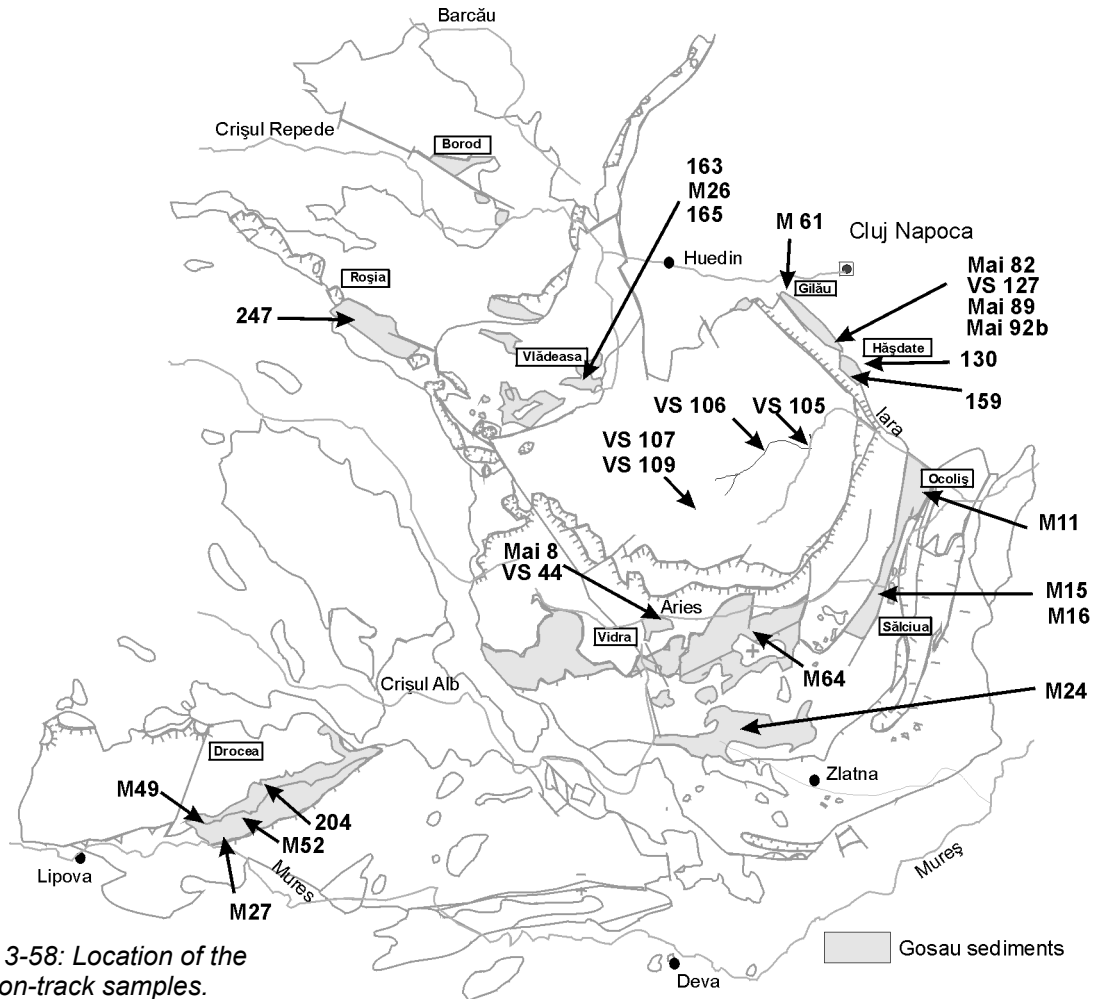 Barcău
Crişul Repede
Borod
163
M26
165
M 61
Cluj Napoca
Huedin
Gilău
Mai 82
VS 127
Mai 89
Mai 92b
Roşia
247
Vlădeasa
Hăşdate
130
159
Iara
VS 106
VS 105
VS 107
VS 109
Ocoliş
M11
Mai 8
VS 44
Aries
M15
M16
Vidra
Sălciua
M64
Crişul Alb
M24
Drocea
Zlatna
M49
204
M52
Lipova
Mureş
Mureş
M27
3-58: Location of the
on-track samples.
Gosau sediments
Deva